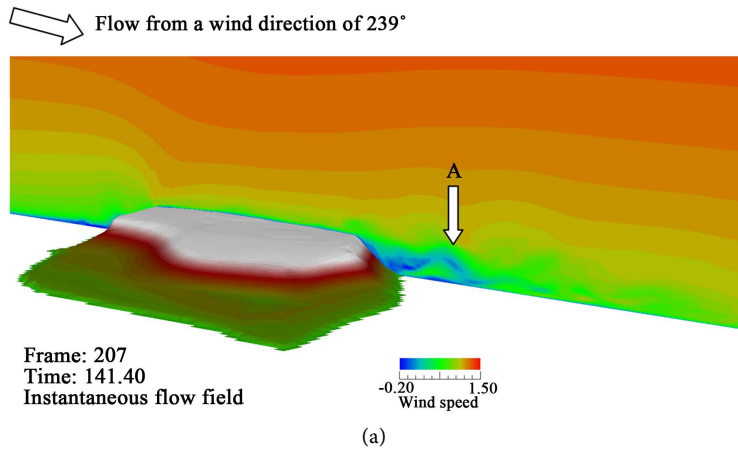 Flow from a wind direction of 239°
A
Frame: 207
Time: 141.40
Instantaneous flow field
-0.20 1.50
Wind speed
(a)